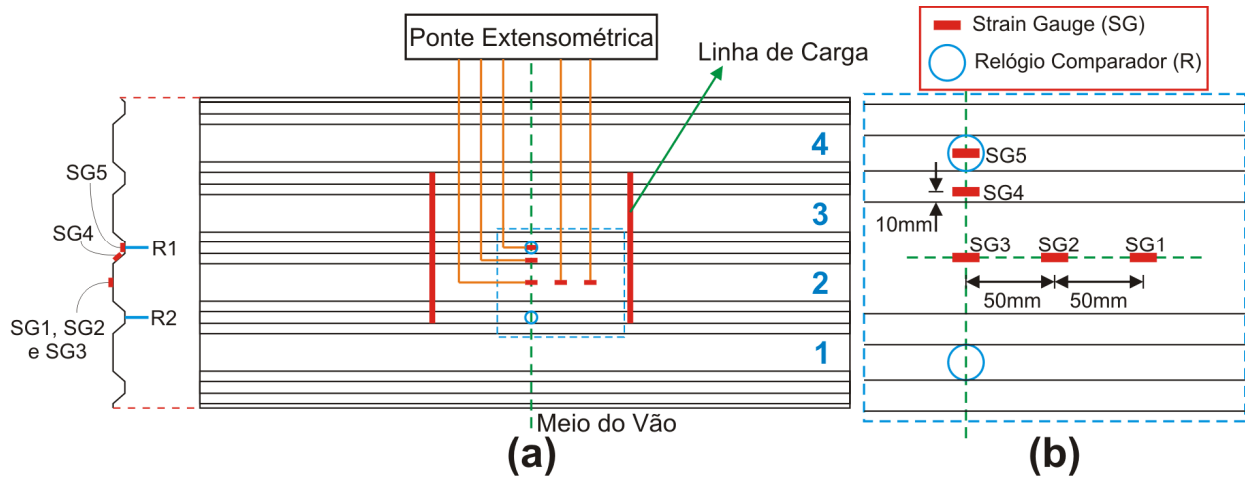 Ponte Extensométrica
Linha de Carga
SG5
SG4
R1
R2
SG1, SG2
e SG3
4
3
2
1
Meio do Vão
(a)
Strain Gauge (SG)
Relógio Comparador (R)
SG5
SG4
10mm
SG3
SG2
SG1
50mm
50mm
(b)